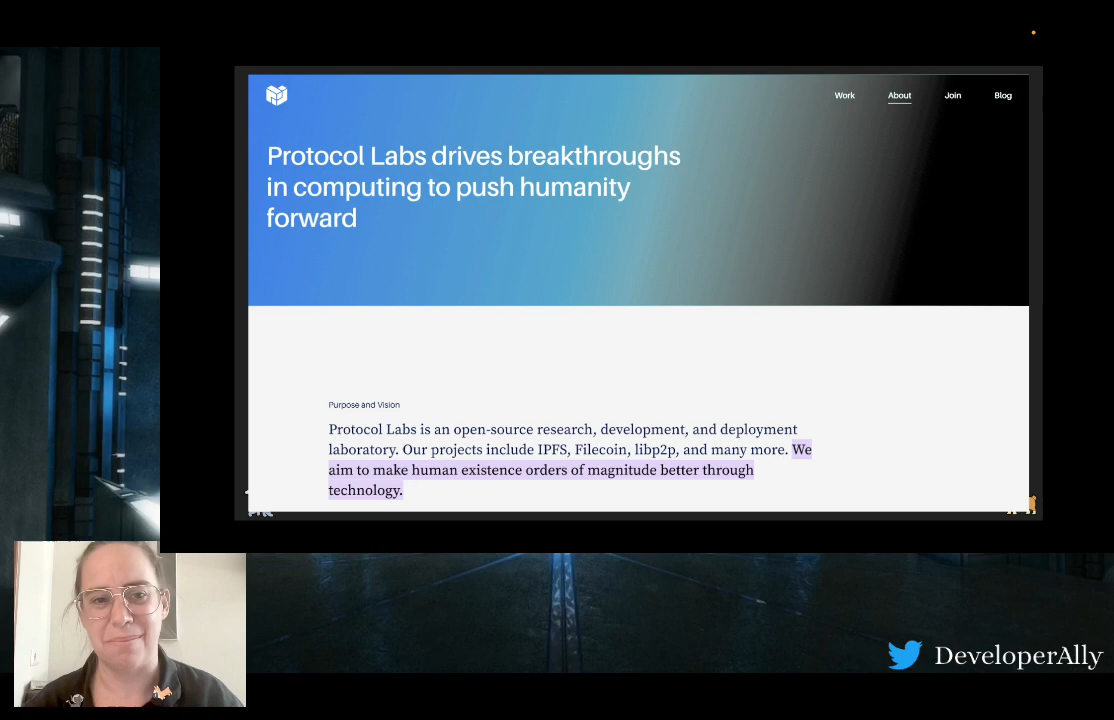 Work About Join Blog
Protocol Labs drives breakthroughs
in computing to push humanity
forward
Purpose and Vision
Protocol Labs is an open-source research, development, and deployment
laboratory. Our projects include IPFS, Filecoin, libp2p, and many more. We
aim to make human existence orders of magnitude better through
technology.
DeveloperAlly